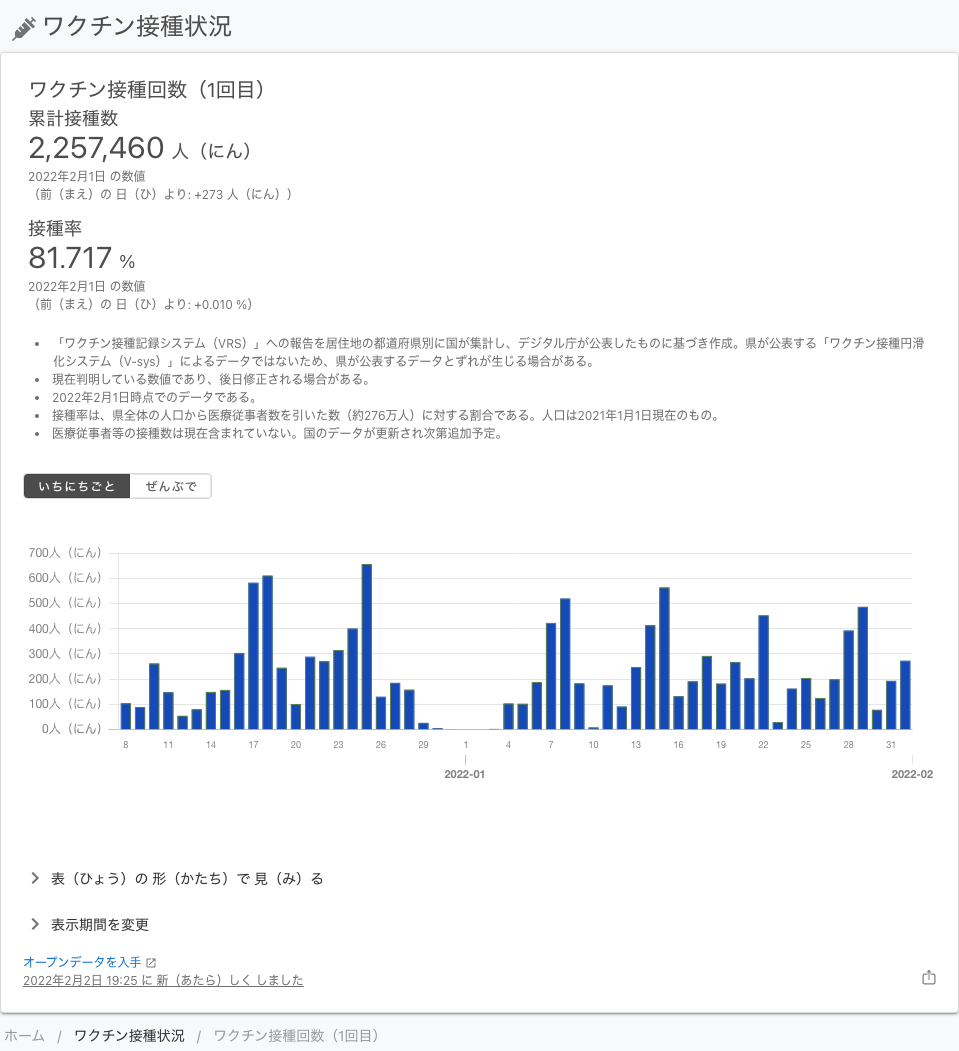 ワクチン接種状況
ワクチン接種回数（1回目）
累計接種数
2,257,460 人（にん）
2022年2月1日 の数値
（前（まえ）の 日（ひ）より: +273 人（にん））
接種率
81.717 %
2022年2月1日 の数値
（前（まえ）の 日（ひ）より: +0.010 %）
• 「ワクチン接種記録システム（VRS）」への報告を居住地の都道府県別に国が集計し、デジタル庁が公表したものに基づき作成。県が公表する「ワクチン接種円滑
化システム（V-sys）」によるデータではないため、県が公表するデータとずれが生じる場合がある。
• 現在判明している数値であり、後日修正される場合がある。
• 2022年2月1日時点でのデータである。
• 接種率は、県全体の人口から医療従事者数を引いた数（約276万人）に対する割合である。人口は2021年1月1日現在のもの。
• 医療従事者等の接種数は現在含まれていない。国のデータが更新され次第追加予定。
いちにちごと ぜんぶで
700人（にん）
600人（にん）
500人（にん）
400人（にん）
300人（にん）
200人（にん）
100人（にん）
0人（にん）
8 11 14 17 20 23 26 29 1 4 7 10 13 16 19 22 25 28 31
2022-01 2022-02
表（ひょう）の 形（かたち）で 見（み）る
表示期間を変更
オープンデータを入手
2022年2月2日 19:25 に 新（あたら）しく しました
ホーム / ワクチン接種状況 / ワクチン接種回数（1回目）